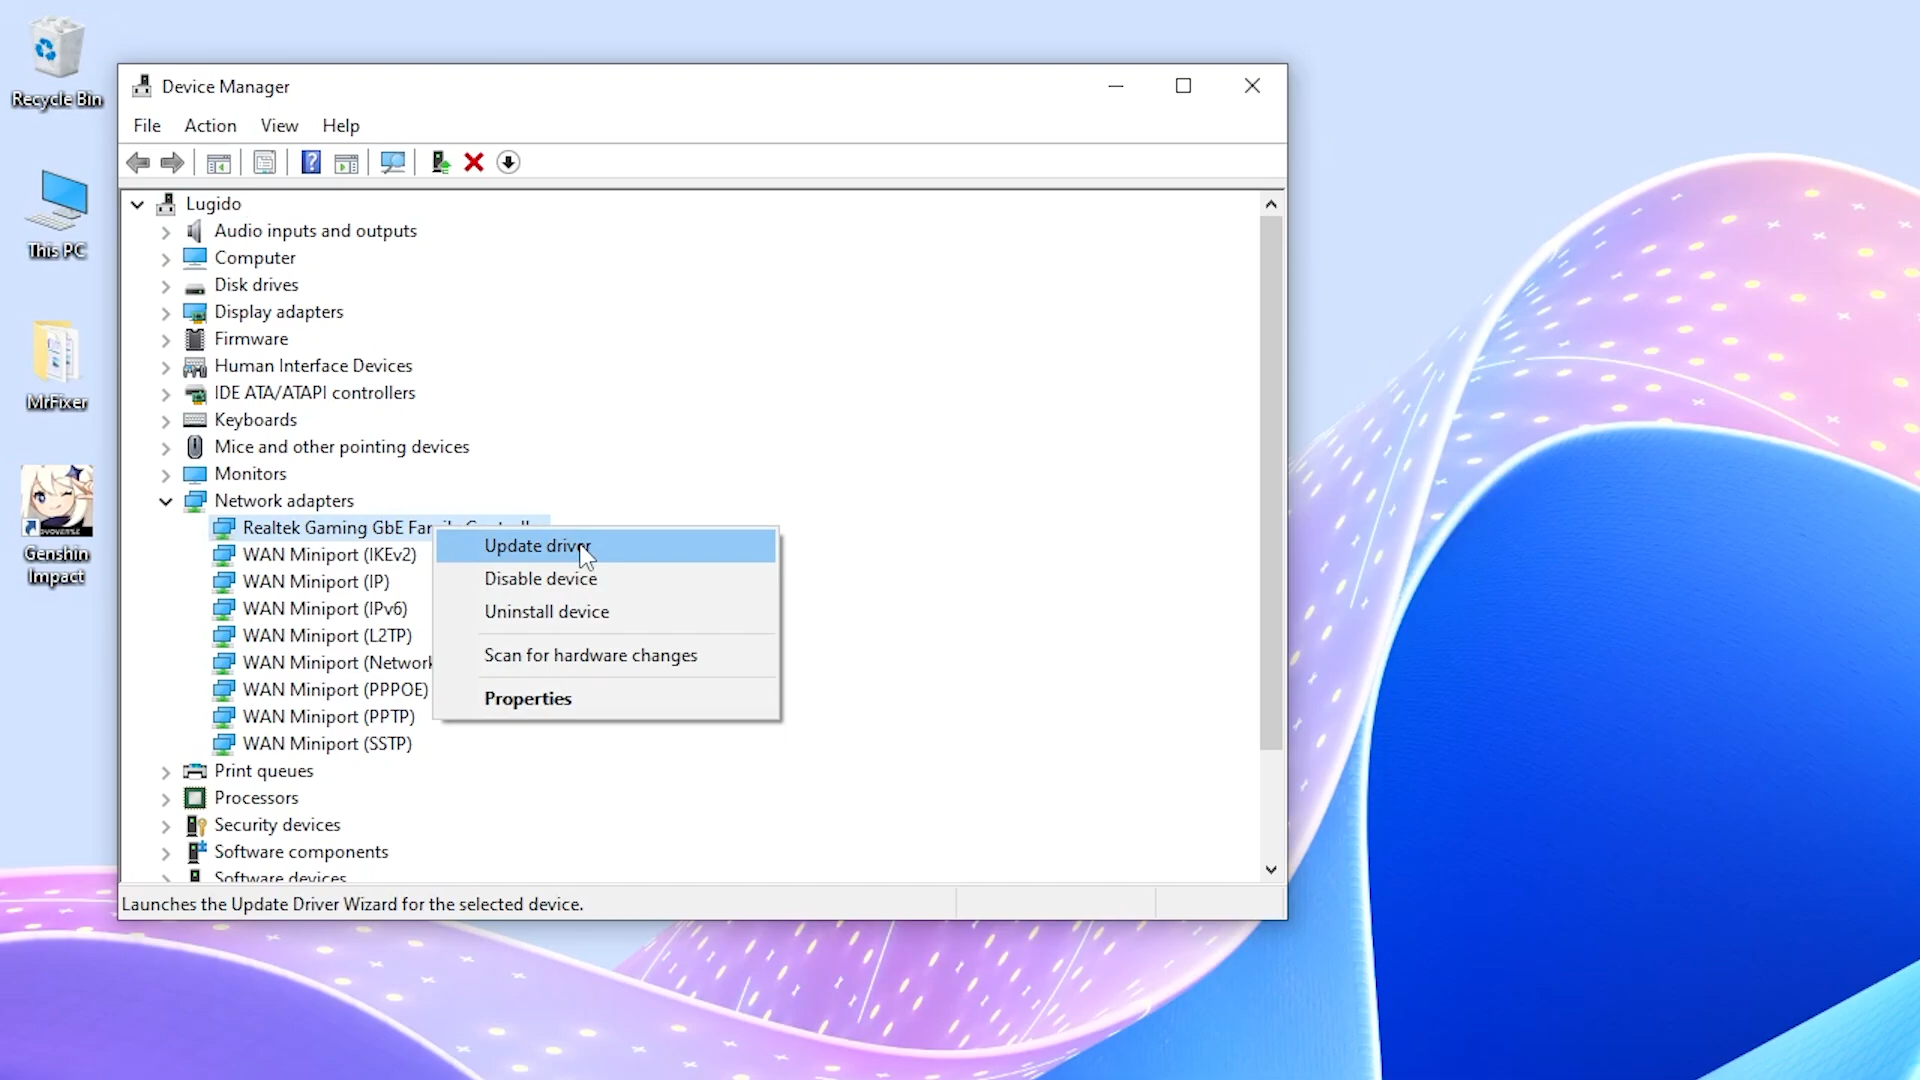 Recycle Bin
This PC
MrFixer
Genshin
Impact
Device Manager
File Action View Help
Lugido
Audio inputs and outputs
Computer
Disk drives
Display adapters
Firmware
Human Interface Devices
IDE ATA/ATAPI controllers
Keyboards
Mice and other pointing devices
Monitors
Network adapters
Realtek Gaming GbE
WAN Miniport (IKEv2)
WAN Miniport (IP)
WAN Miniport (IPv6)
WAN Miniport (L2TP)
WAN Miniport (Network
WAN Miniport (PPPOE)
WAN Miniport (PPTP)
WAN Miniport (SSTP)
Print queues
Processors
Security devices
Software components
Software devices
Update driver
Disable device
Uninstall device
Scan for hardware changes
Properties
Launches the Update Driver Wizard for the selected device.